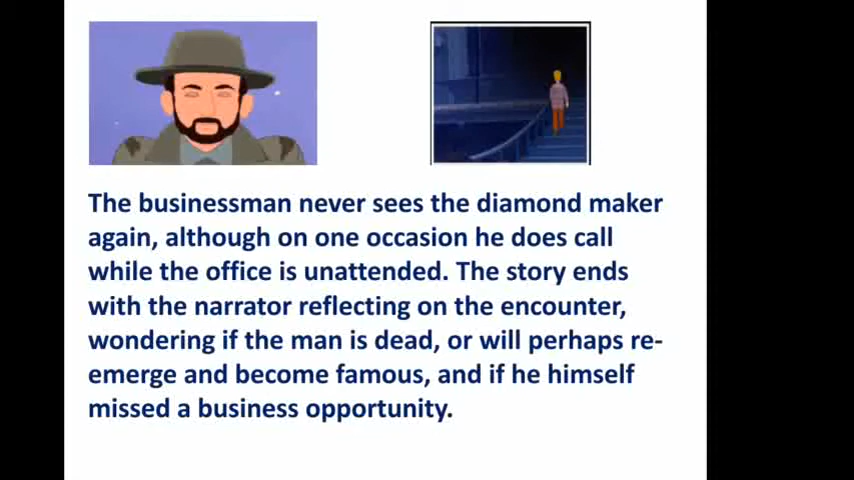 The businessman never sees the diamond maker
again, although on one occasion he does call
while the office is unattended. The story ends
with the narrator reflecting on the encounter,
wondering if the man is dead, or will perhaps re-
emerge and become famous, and if he himself
missed a business opportunity.